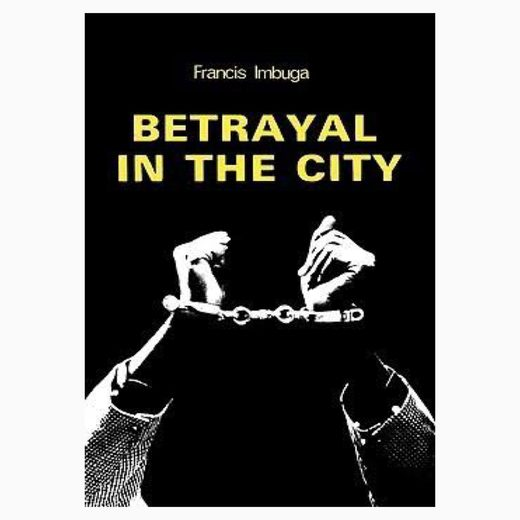 Francis Imbuga
BETRAYAL
IN THE CITY